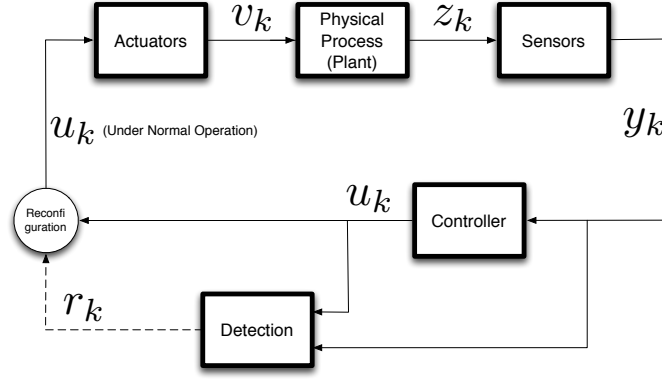 Actuators
v_k
Physical
Process
(Plant)
z_k
Sensors
y_k
u_k (Under Normal Operation)
Reconfi
guration
u_k
Controller
r_k
Detection